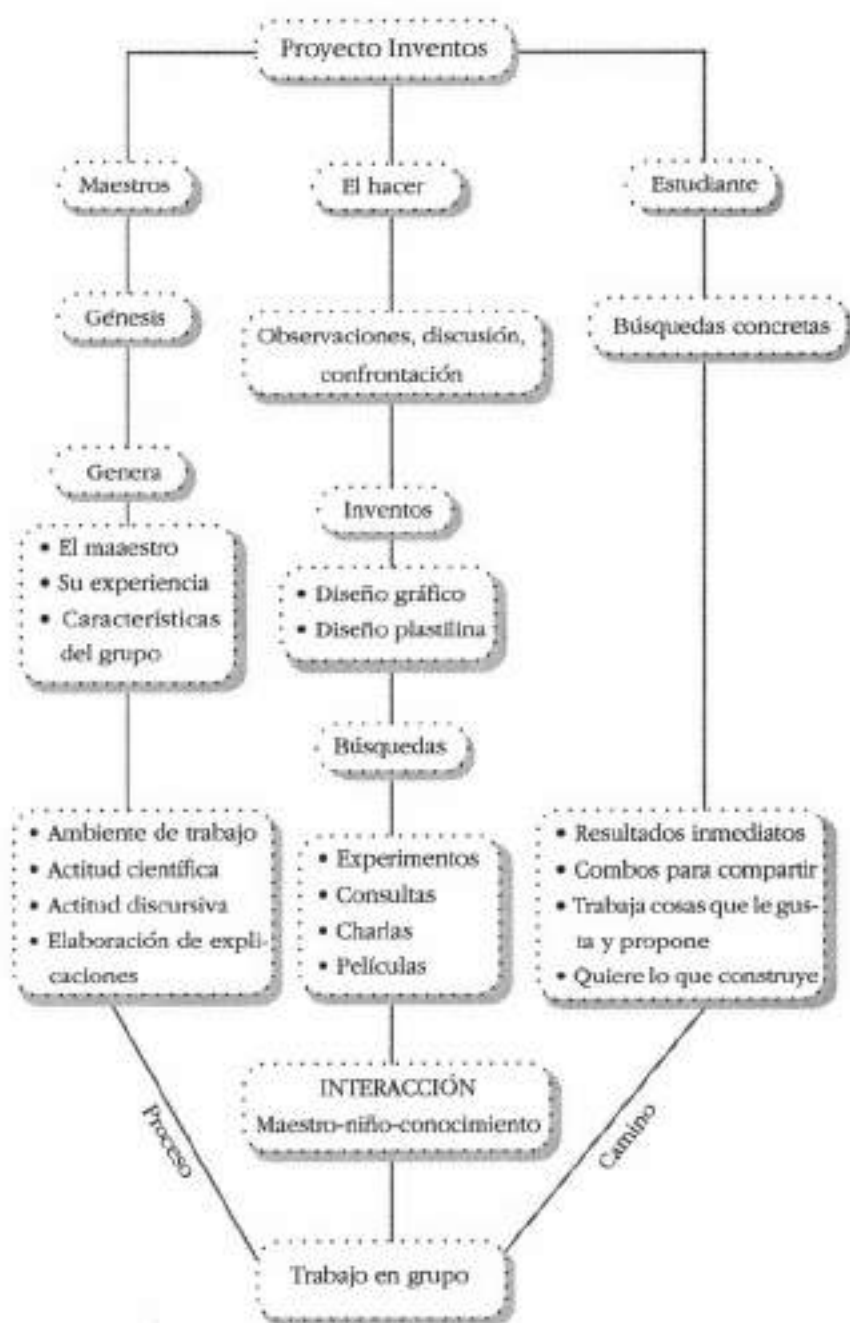 Proyecto Inventos
Maestros
El hacer
Estudiante
Génesis
Observaciones, discusión,
confrontación
Búsquedas concretas
Genera
• El maaestro
• Su experiencia
• Características
del grupo
Inventos
• Diseño gráfico
• Diseño plastilina
Búsquedas
• Ambiente de trabajo
• Actitud científica
• Actitud discursiva
• Elaboración de expli-
caciones
• Experimentos
• Consultas
• Charlas
• Películas
• Resultados inmediatos
• Combos para compartir
• Trabaja cosas que le gus-
ta y propone
• Quiere lo que construye
INTERACCIÓN
Maestro-niño-conocimiento
Proceso
Camino
Trabajo en grupo